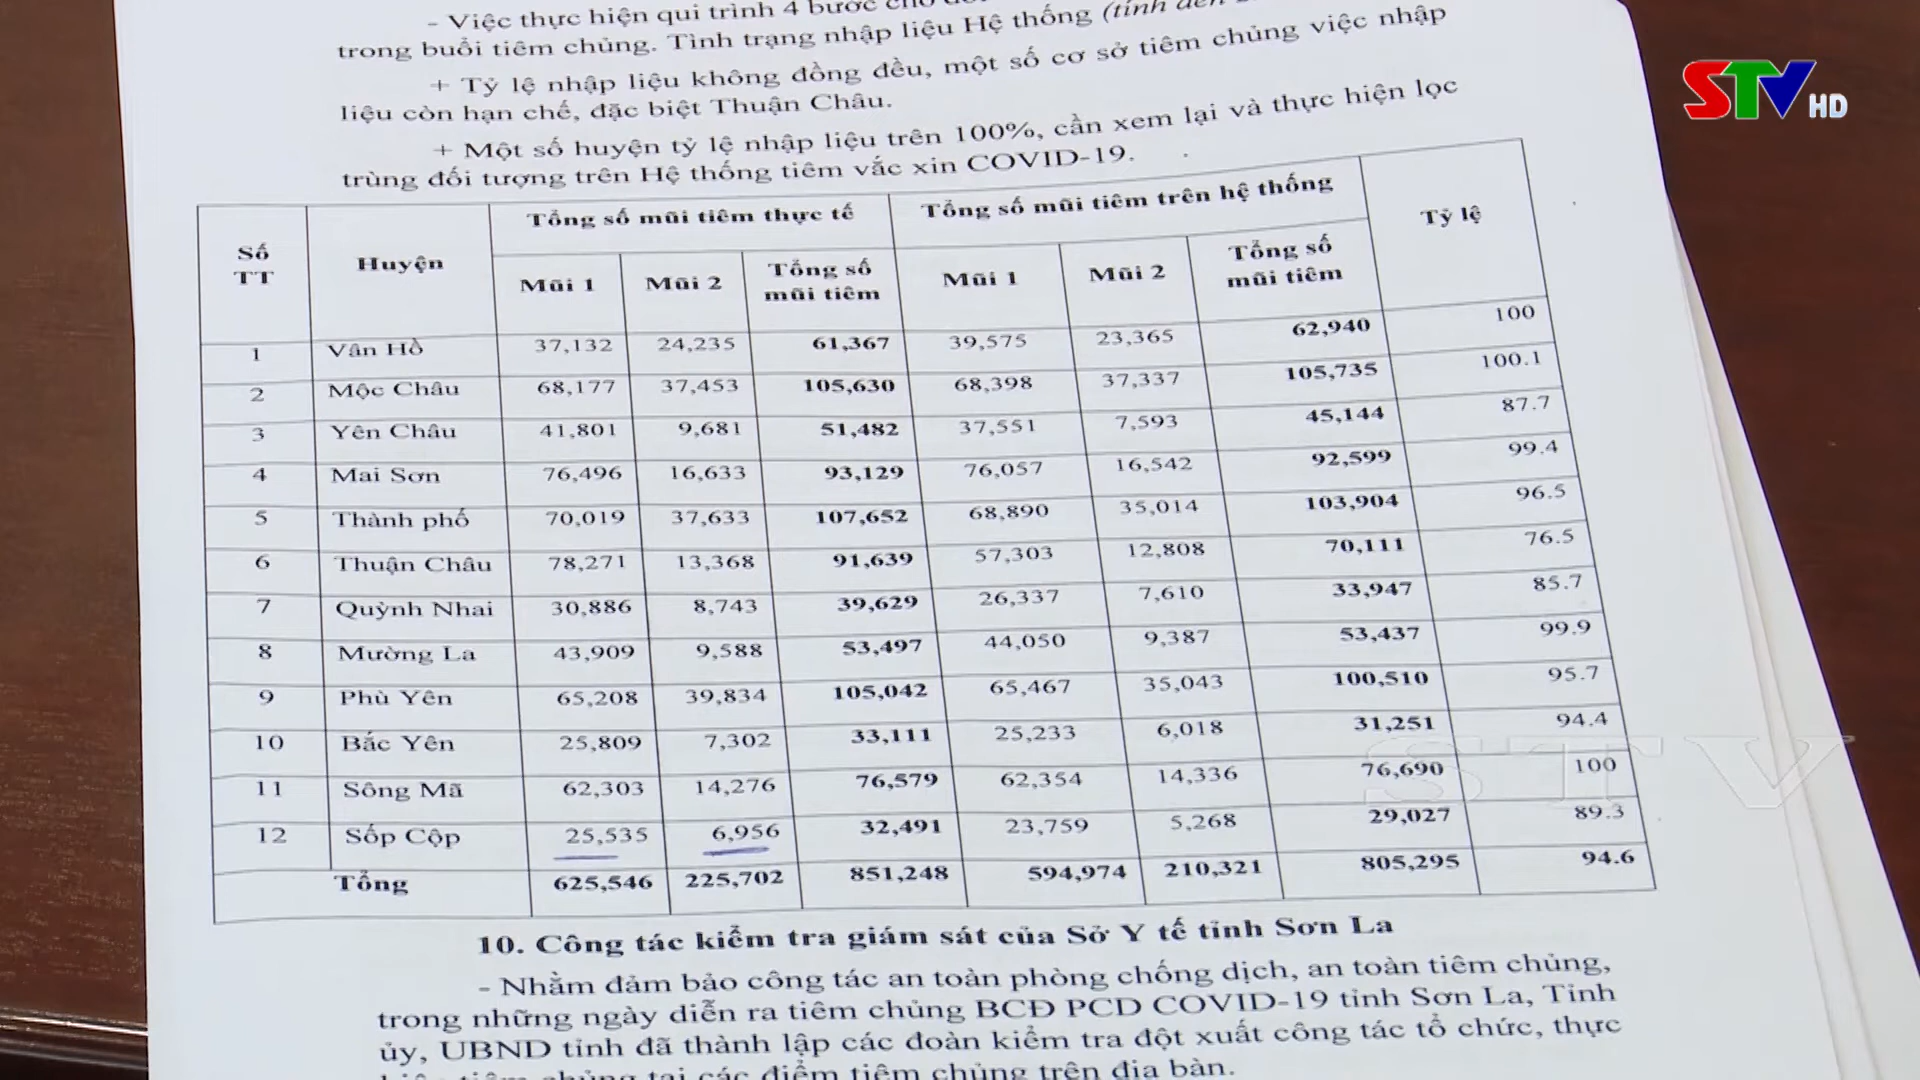 - Việc thực hiện qui trình 4 bước cho
trong buổi tiêm chủng. Tình trạng nhập liệu Hệ thống (tính đến
+ Tỷ lệ nhập liệu không đồng đều, một số cơ sở tiêm chủng việc nhập
liệu còn hạn chế, đặc biệt Thuận Châu.
+ Một số huyện tỷ lệ nhập liệu trên 100%, cần xem lại và thực hiện lọc
trùng đối tượng trên Hệ thống tiêm vắc xin COVID-19.
STV HD
Số TT Huyện Tổng số mũi tiêm thực tế Tổng số mũi tiêm trên hệ thống Tỷ lệ
Mũi 1 Mũi 2 Tổng số mũi tiêm Mũi 1 Mũi 2 Tổng số mũi tiêm
1 Vân Hồ 37,132 24,235 61,367 39,575 23,365 62,940 100
2 Mộc Châu 68,177 37,453 105,630 68,398 37,337 105,735 100.1
3 Yên Châu 41,801 9,681 51,482 37,551 7,593 45,144 87.7
4 Mai Sơn 76,496 16,633 93,129 76,057 16,542 92,599 99.4
5 Thành phố 70,019 37,633 107,652 68,890 35,014 103,904 96.5
6 Thuận Châu 78,271 13,368 91,639 57,303 12,808 70,111 76.5
7 Quỳnh Nhai 30,886 8,743 39,629 26,337 7,610 33,947 85.7
8 Mường La 43,909 9,588 53,497 44,050 9,387 53,437 99.9
9 Phù Yên 65,208 39,834 105,042 65,467 35,043 100,510 95.7
10 Bắc Yên 25,809 7,302 33,111 25,233 6,018 31,251 94.4
11 Sông Mã 62,303 14,276 76,579 62,354 14,336 76,690 100
12 Sốp Cộp 25,535 6,956 32,491 23,759 5,268 29,027 89.3
Tổng 625,546 225,702 851,248 594,974 210,321 805,295 94.6
STV
10. Công tác kiểm tra giám sát của Sở Y tế tỉnh Sơn La
- Nhằm đảm bảo công tác an toàn phòng chống dịch, an toàn tiêm chủng,
trong những ngày diễn ra tiêm chủng BCĐ PCD COVID-19 tỉnh Sơn La, Tỉnh
ủy, UBND tỉnh đã thành lập các đoàn kiểm tra đột xuất công tác tổ chức, thực
tiêm chủng tại các điểm tiêm chủng trên địa bàn.